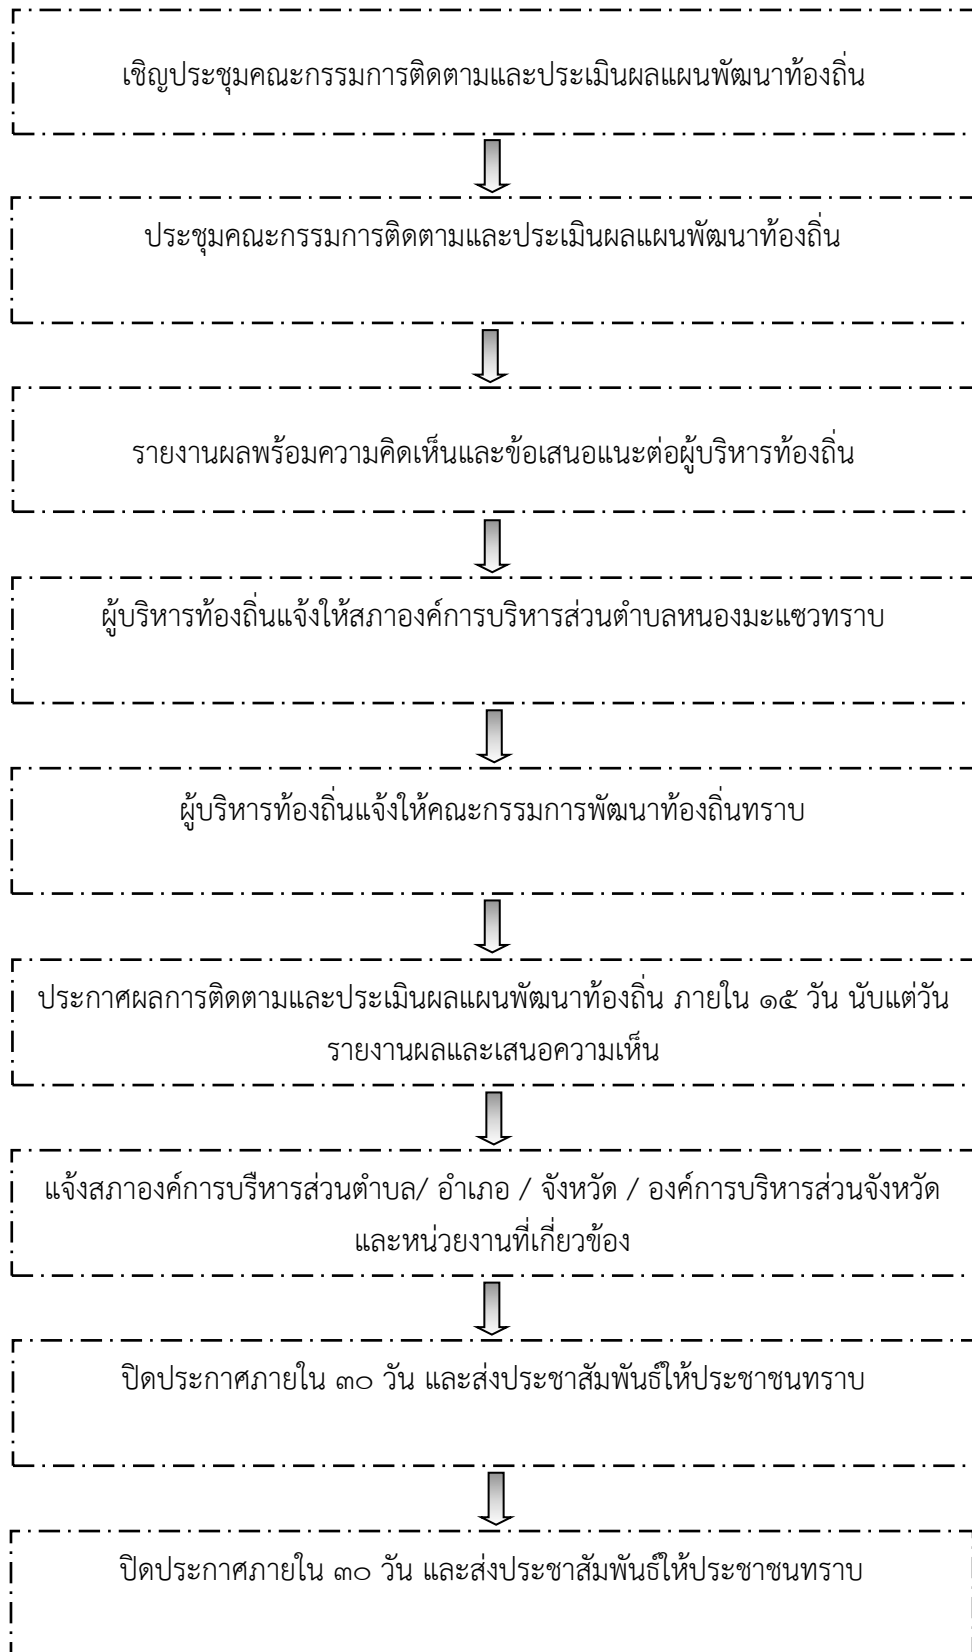 เชิญประชุมคณะกรรมการติดตามและประเมินผลแผนพัฒนาท้องถิ่น
ประชุมคณะกรรมการติดตามและประเมินผลแผนพัฒนาท้องถิ่น
รายงานผลพร้อมความคิดเห็นและข้อเสนอแนะต่อผู้บริหารท้องถิ่น
ผู้บริหารท้องถิ่นแจ้งให้สภาองค์การบริหารส่วนตำบลหนองมะแซวทราบ
ผู้บริหารท้องถิ่นแจ้งให้คณะกรรมการพัฒนาท้องถิ่นทราบ
ประกาศผลการติดตามและประเมินผลแผนพัฒนาท้องถิ่น ภายใน ๑๕ วัน นับแต่วัน
รายงานผลและเสนอความเห็น
แจ้งสภาองค์การบรืหารส่วนตำบล/ อำเภอ / จังหวัด / องค์การบริหารส่วนจังหวัด
และหน่วยงานที่เกี่ยวข้อง
ปิดประกาศภายใน ๓๐ วัน และส่งประชาสัมพันธ์ให้ประชาชนทราบ
ปิดประกาศภายใน ๓๐ วัน และส่งประชาสัมพันธ์ให้ประชาชนทราบ